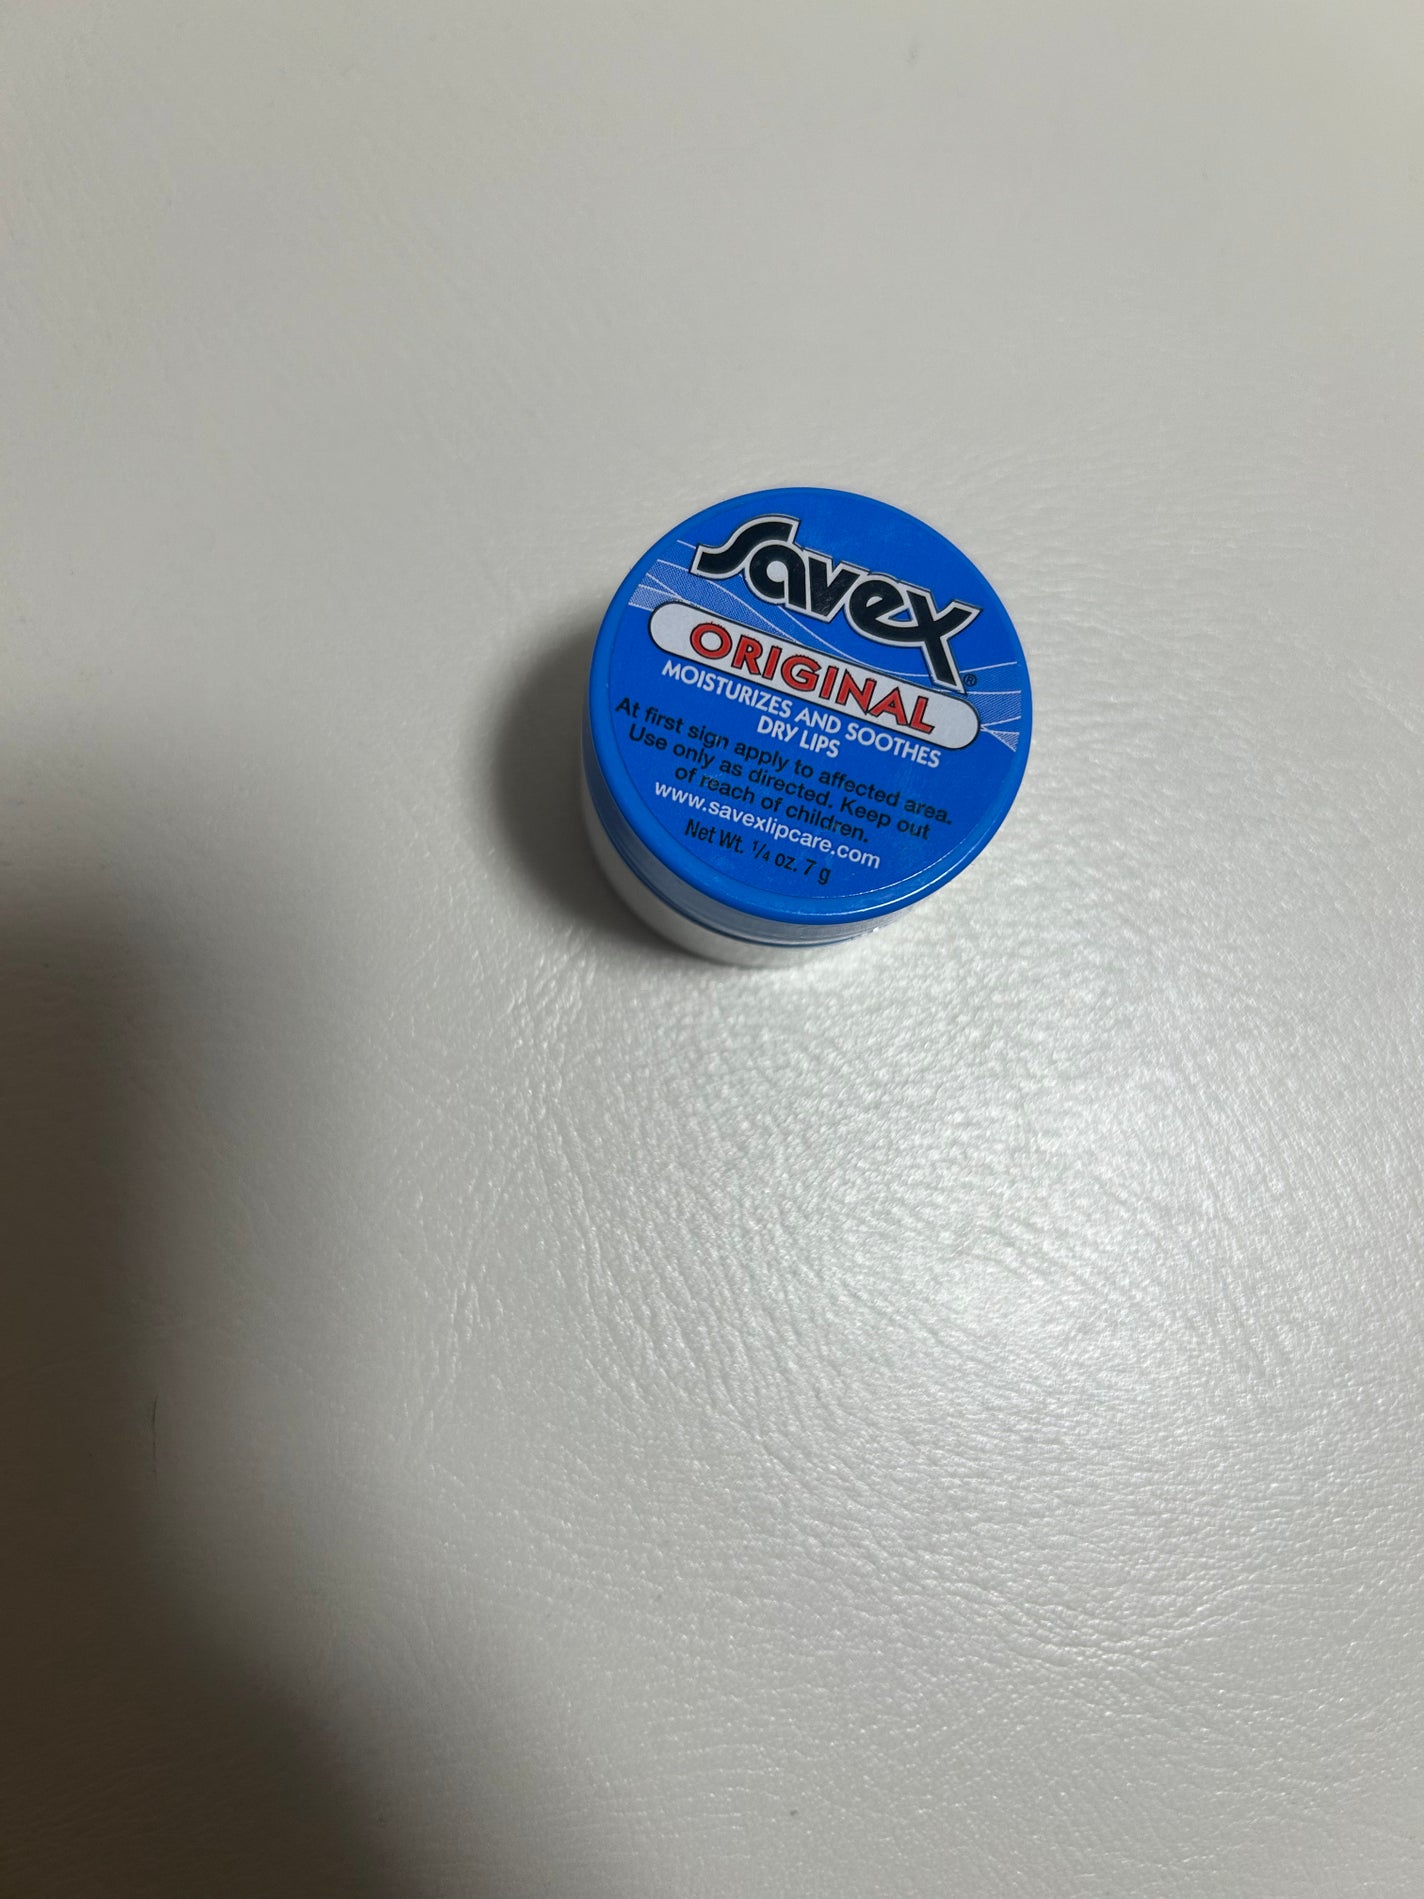 Savex®
ORIGINAL
MOISTURIZES AND SOOTHES
DRY LIPS
At first sign apply to affected area.
Use only as directed. Keep out
of reach of children.
www.savexlipcare.com
Net Wt. 1/4 oz. 7 g